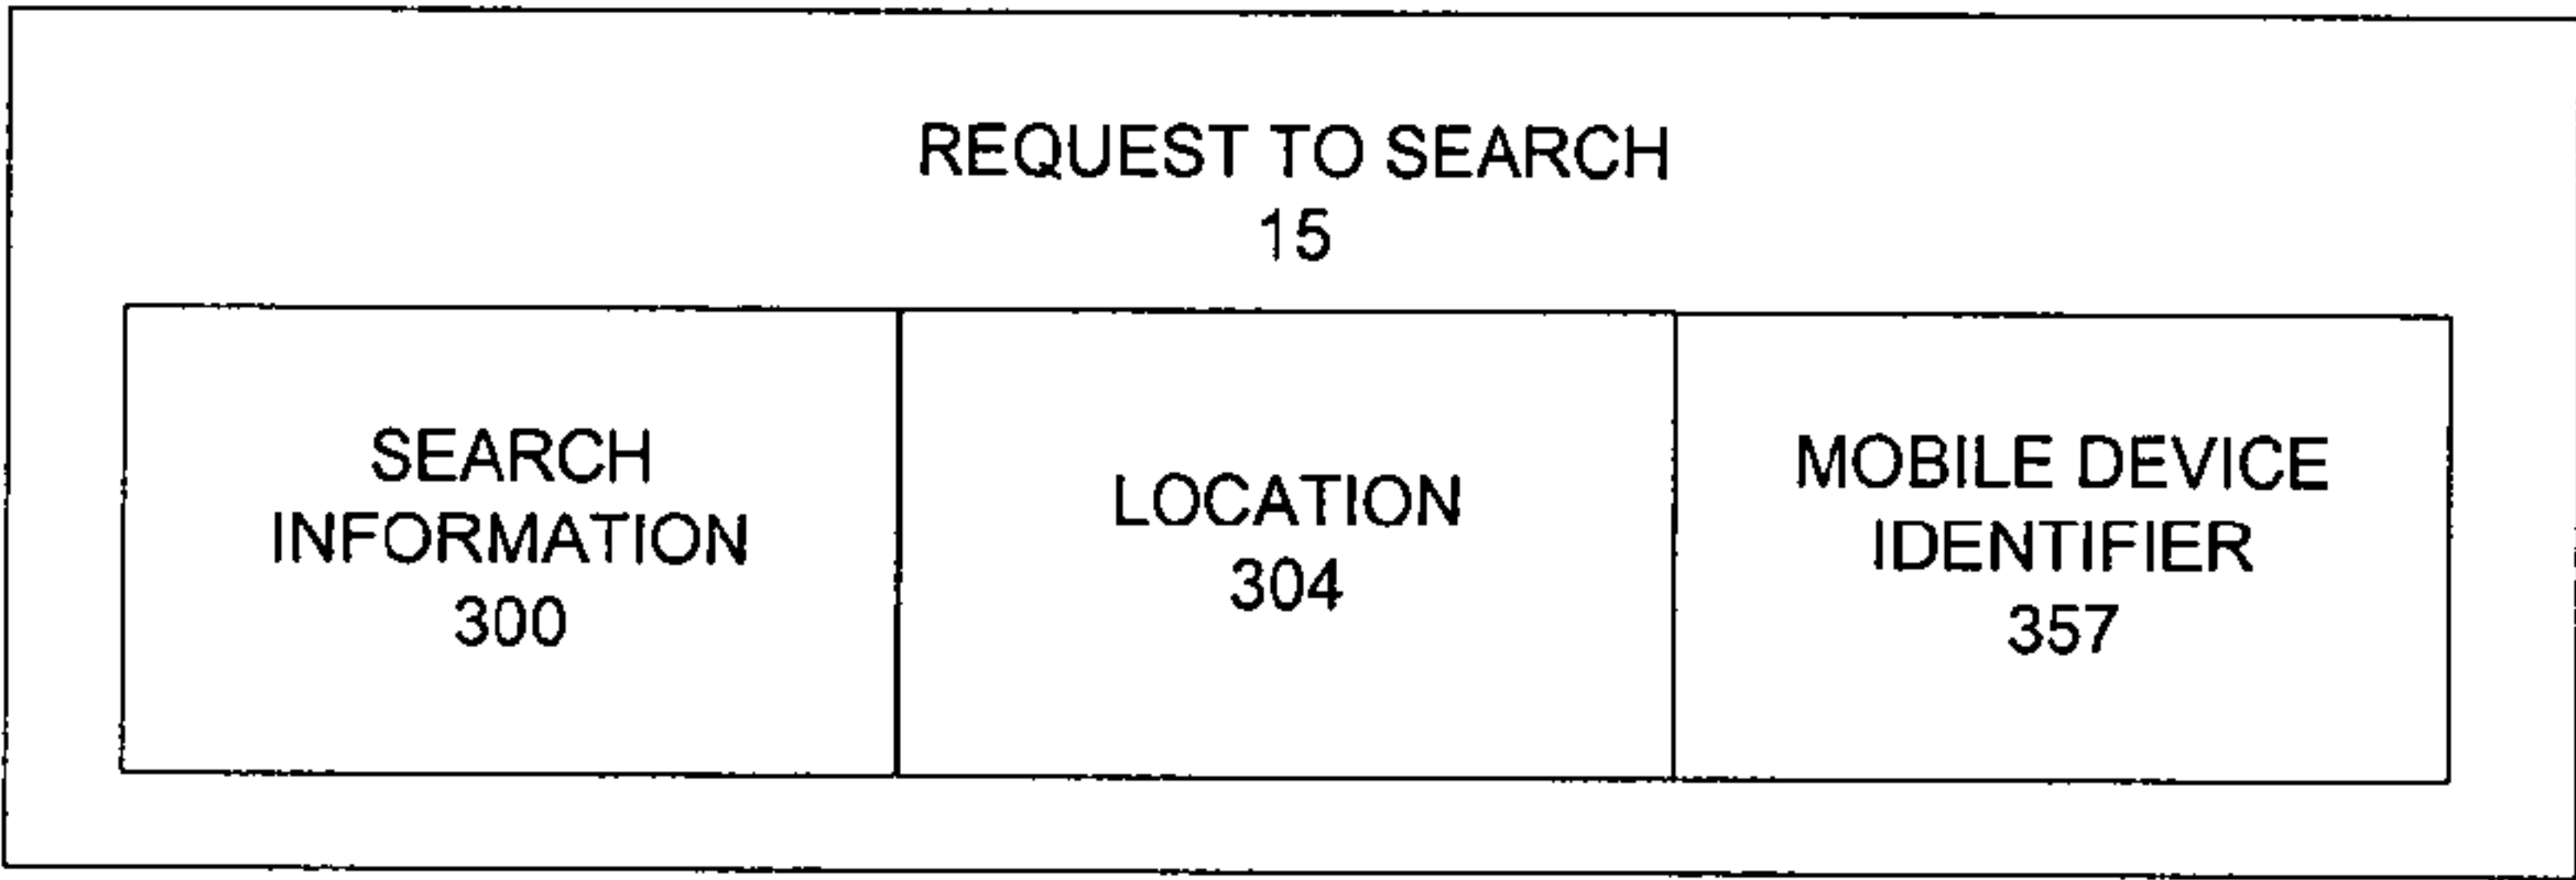 REQUEST TO SEARCH
15
SEARCH
INFORMATION
300
LOCATION
304
MOBILE DEVICE
IDENTIFIER
357